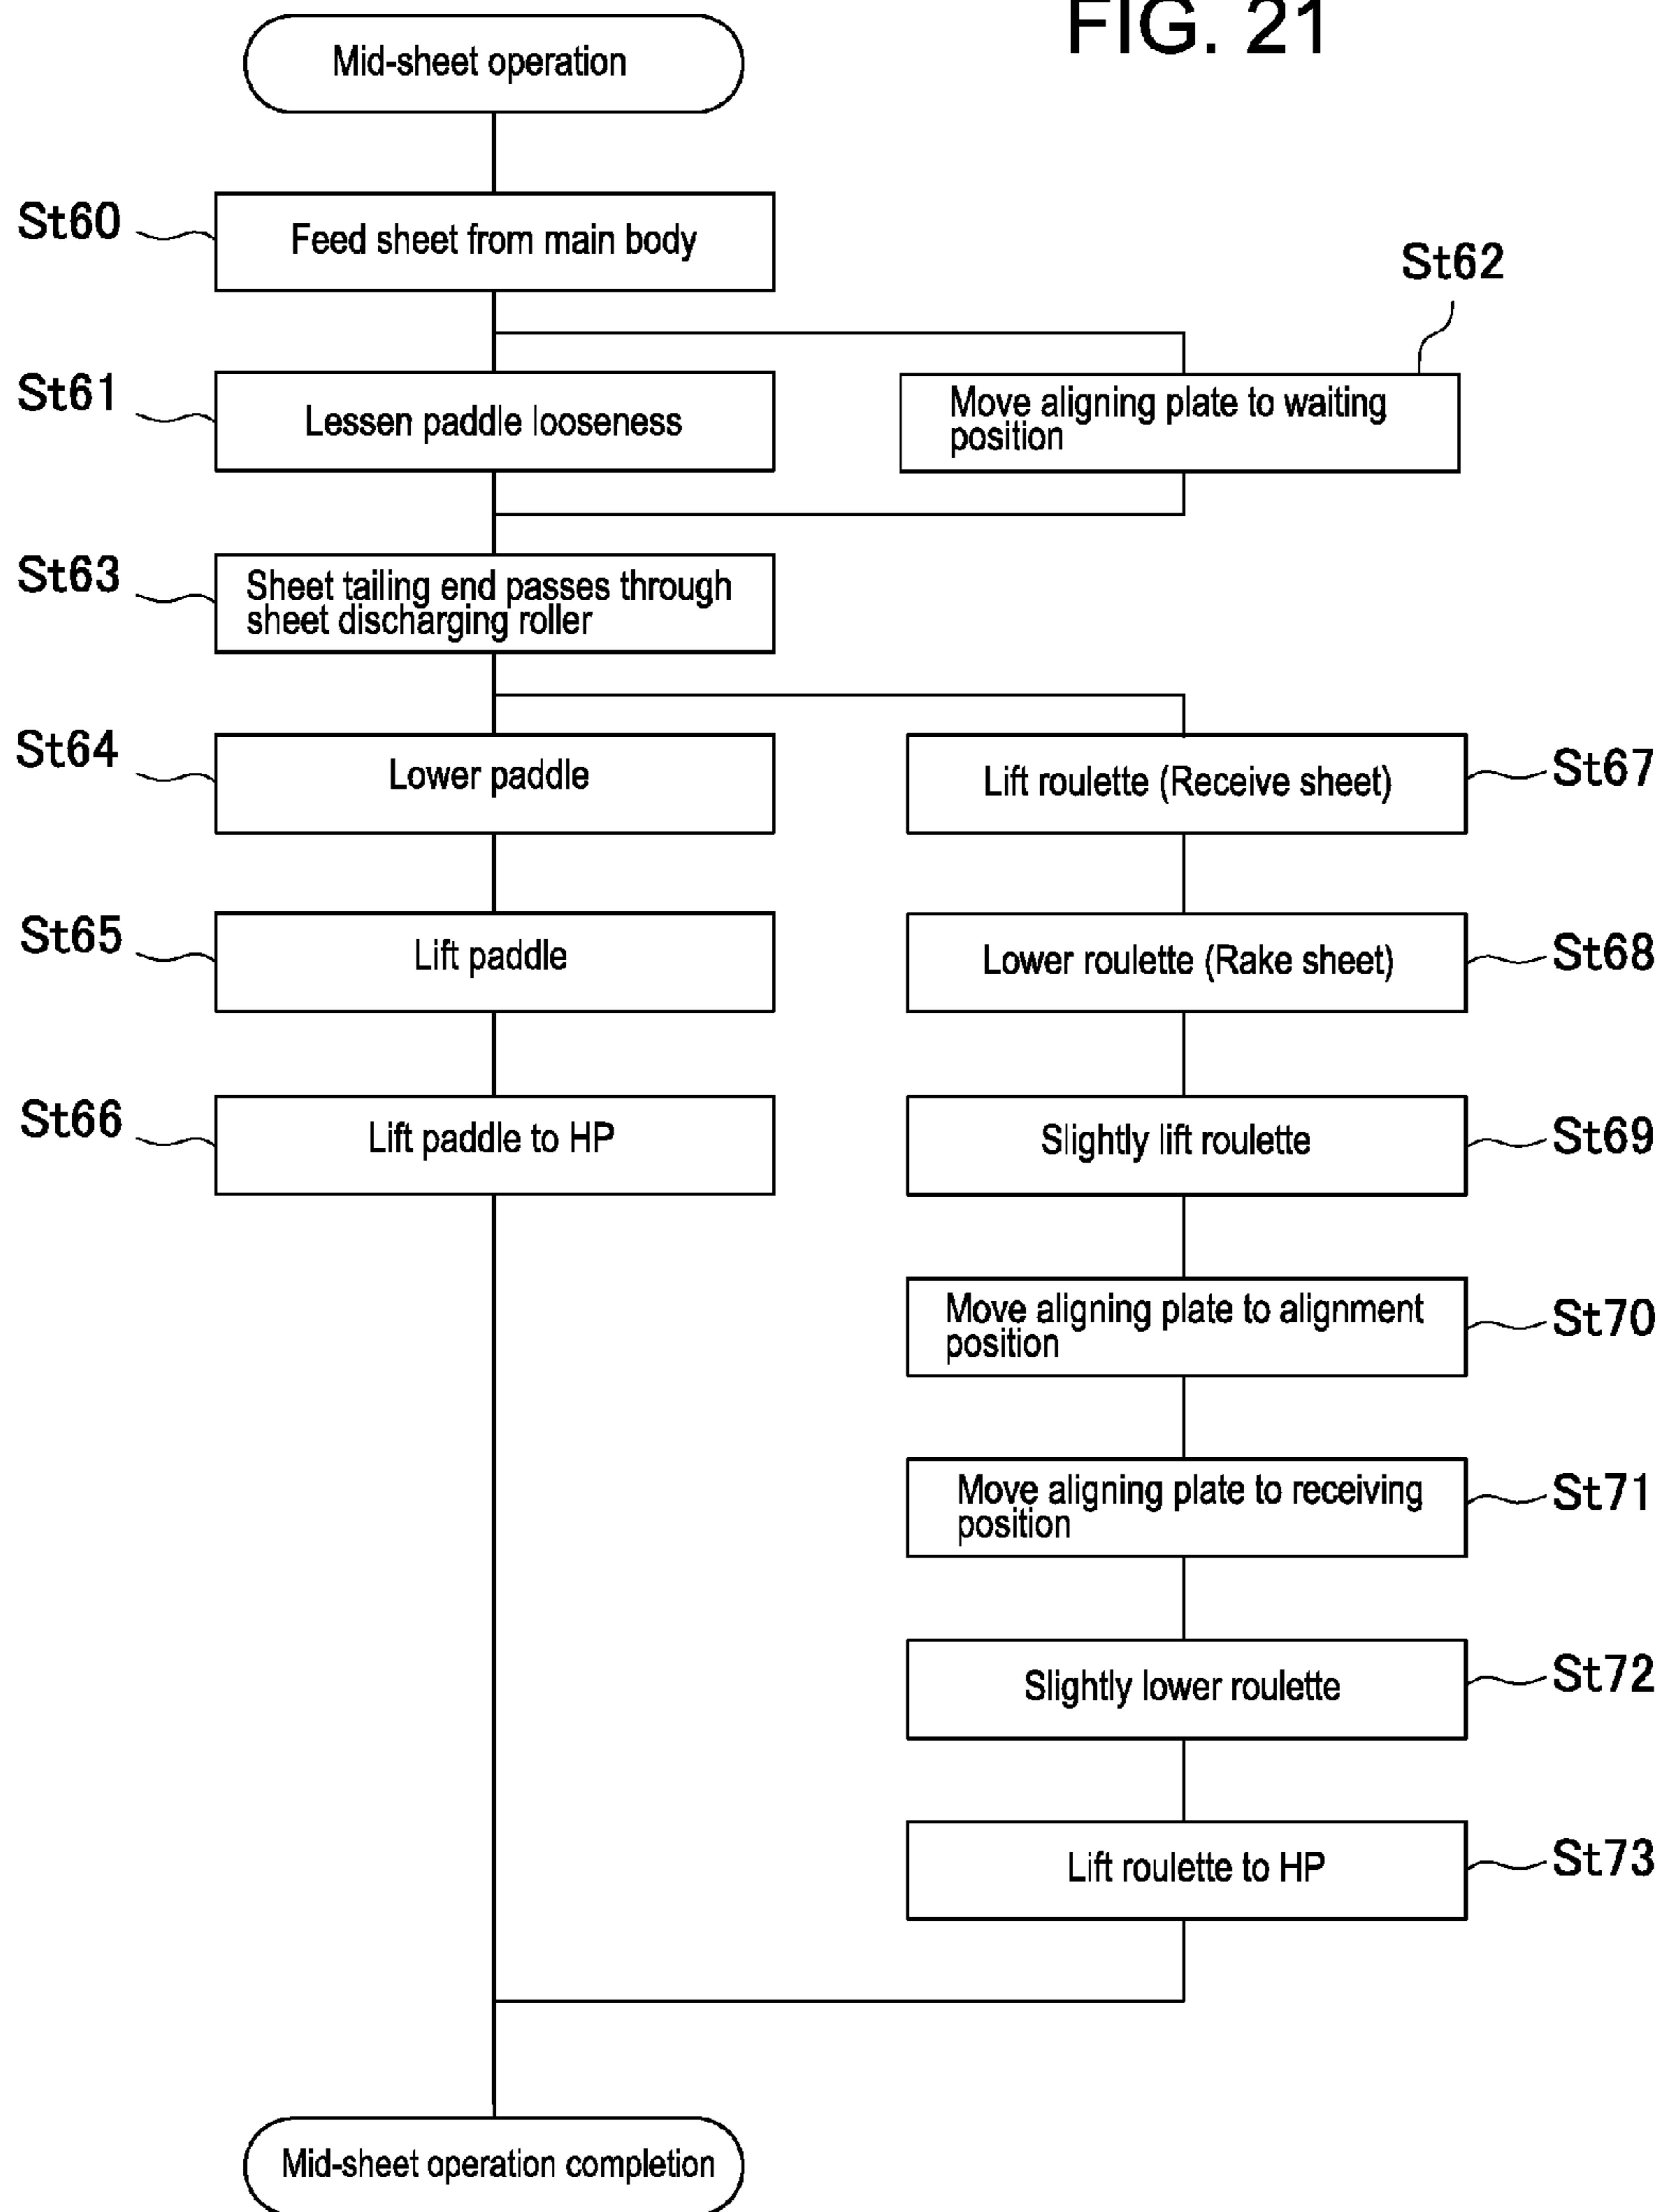 FIG. 21
Mid-sheet operation
St60
Feed sheet from main body
St62
St61
Lessen paddle looseness
Move aligning plate to waiting
position
St63
Sheet tailing end passes through
sheet discharging roller
St64
Lower paddle
Lift roulette (Receive sheet)
St67
St65
Lift paddle
Lower roulette (Rake sheet)
St68
St66
Lift paddle to HP
Slightly lift roulette
St69
Move aligning plate to alignment
position
St70
Move aligning plate to receiving
position
St71
Slightly lower roulette
St72
Lift roulette to HP
St73
Mid-sheet operation completion